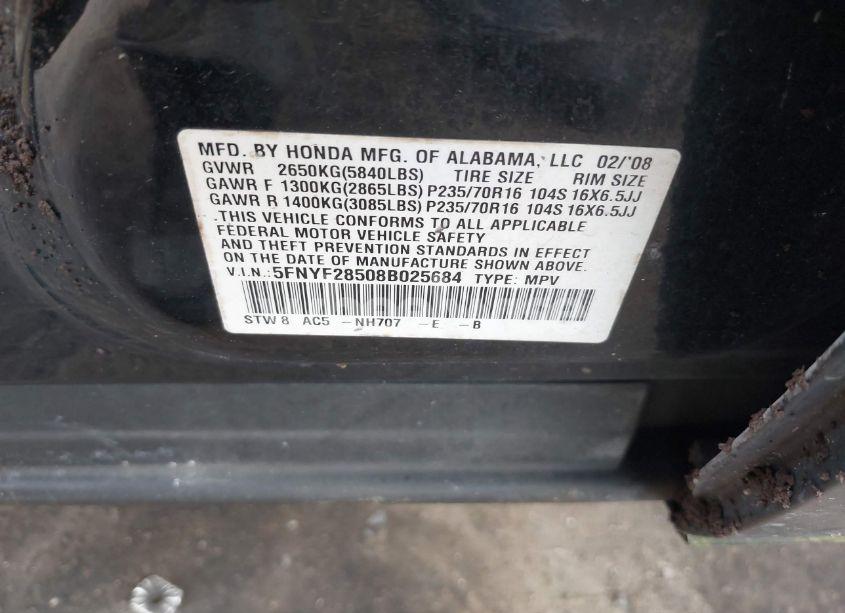 MFD. BY HONDA MFG. OF ALABAMA, LLC 02/'08
GVWR 2650KG(5840LBS) TIRE SIZE RIM SIZE
GAWR F 1300KG(2865LBS) P235/70R16 104S 16X6.5JJ
GAWR R 1400KG(3085LBS) P235/70R16 104S 16X6.5JJ
.THIS VEHICLE CONFORMS TO ALL APPLICABLE
FEDERAL MOTOR VEHICLE SAFETY
AND THEFT PREVENTION STANDARDS IN EFFECT
ON THE DATE OF MANUFACTURE SHOWN ABOVE.
V.I.N.: 5FNYF28508B025684 TYPE: MPV
STW 8 AC5 -NH707 -E -B